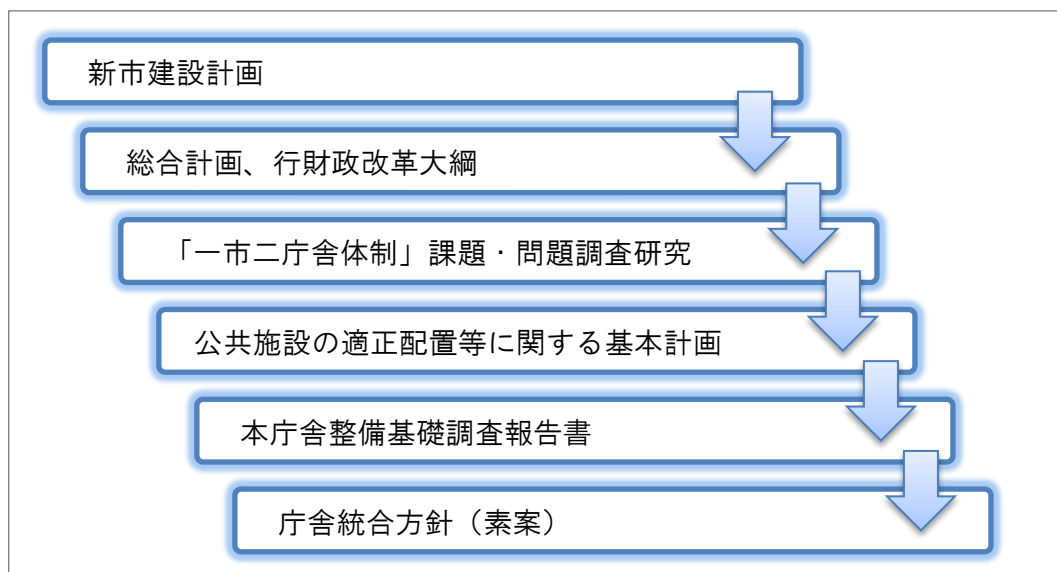 新市建設計画
総合計画、行財政改革大綱
「一市二庁舎体制」課題・問題調査研究
公共施設の適正配置等に関する基本計画
本庁舎整備基礎調査報告書
庁舎統合方針（素案）